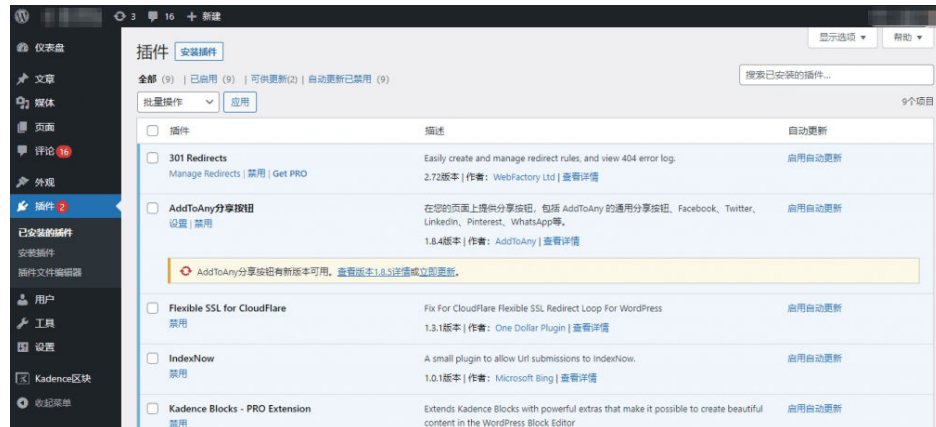 3 16 + 新建
显示选项 ▼ 帮助 ▼
仪表盘
文章
媒体
页面
评论 16
外观
插件 2
已安装的插件
安装插件
插件文件编辑器
用户
工具
设置
Kadence区块
收起菜单
插件 安装插件
全部 (9) | 已启用 (9) | 可供更新(2) | 自动更新已禁用 (9)
搜索已安装的插件...
批量操作 应用
9个项目
插件 描述 自动更新
301 Redirects Easily create and manage redirect rules, and view 404 error log. 启用自动更新
Manage Redirects | 禁用 | Get PRO
2.72版本 | 作者: WebFactory Ltd | 查看详情
AddToAny分享按钮 在您的页面上提供分享按钮, 包括 AddToAny 的通用分享按钮、Facebook、Twitter、 启用自动更新
设置 | 禁用 LinkedIn、Pinterest、WhatsApp等。
1.8.4版本 | 作者: AddToAny | 查看详情
AddToAny分享按钮有新版本可用。查看版本1.8.5详情或立即更新。
Flexible SSL for CloudFlare Fix For CloudFlare Flexible SSL Redirect Loop For WordPress 启用自动更新
禁用 1.3.1版本 | 作者: One Dollar Plugin | 查看详情
IndexNow A small plugin to allow Url submissions to IndexNow. 启用自动更新
禁用 1.0.1版本 | 作者: Microsoft Bing | 查看详情
Kadence Blocks - PRO Extension Extends Kadence Blocks with powerful extras that make it possible to create beautiful 启用自动更新
禁用 content in the WordPress Block Editor